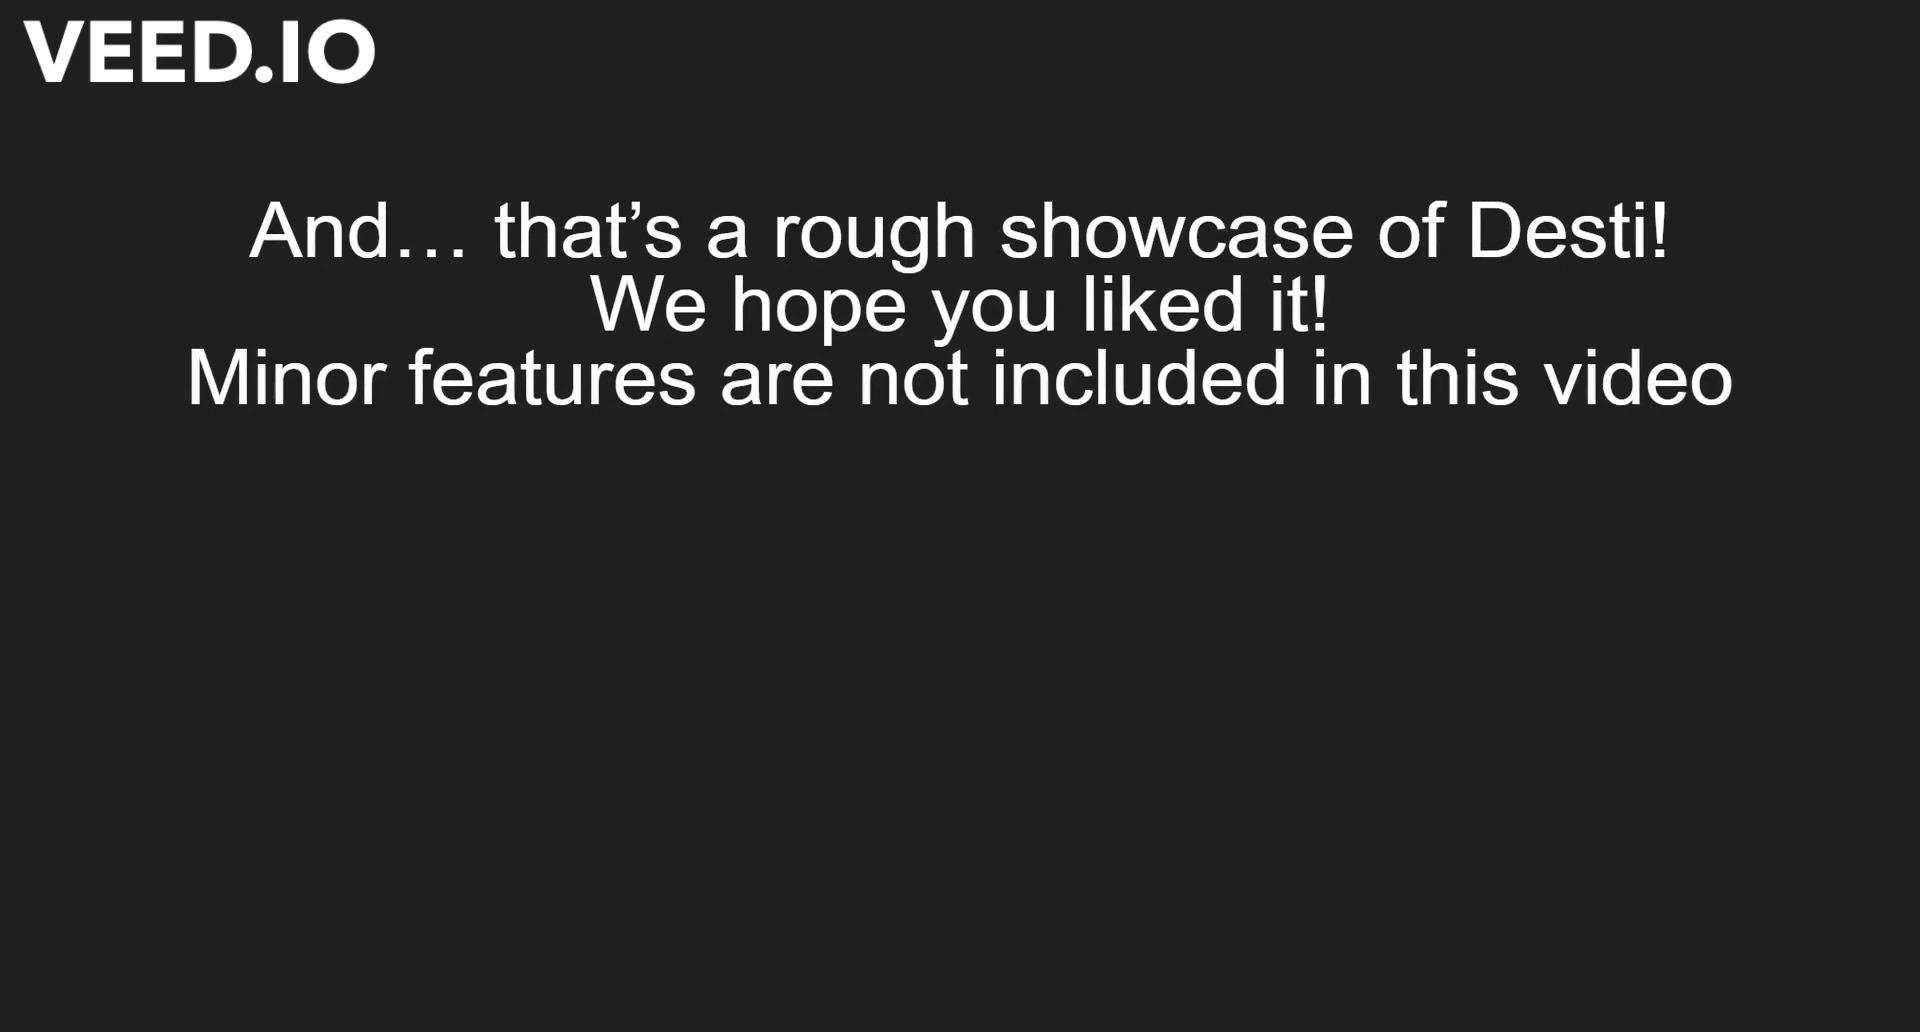 VEED.IO
And… that’s a rough showcase of Desti!
We hope you liked it!
Minor features are not included in this video